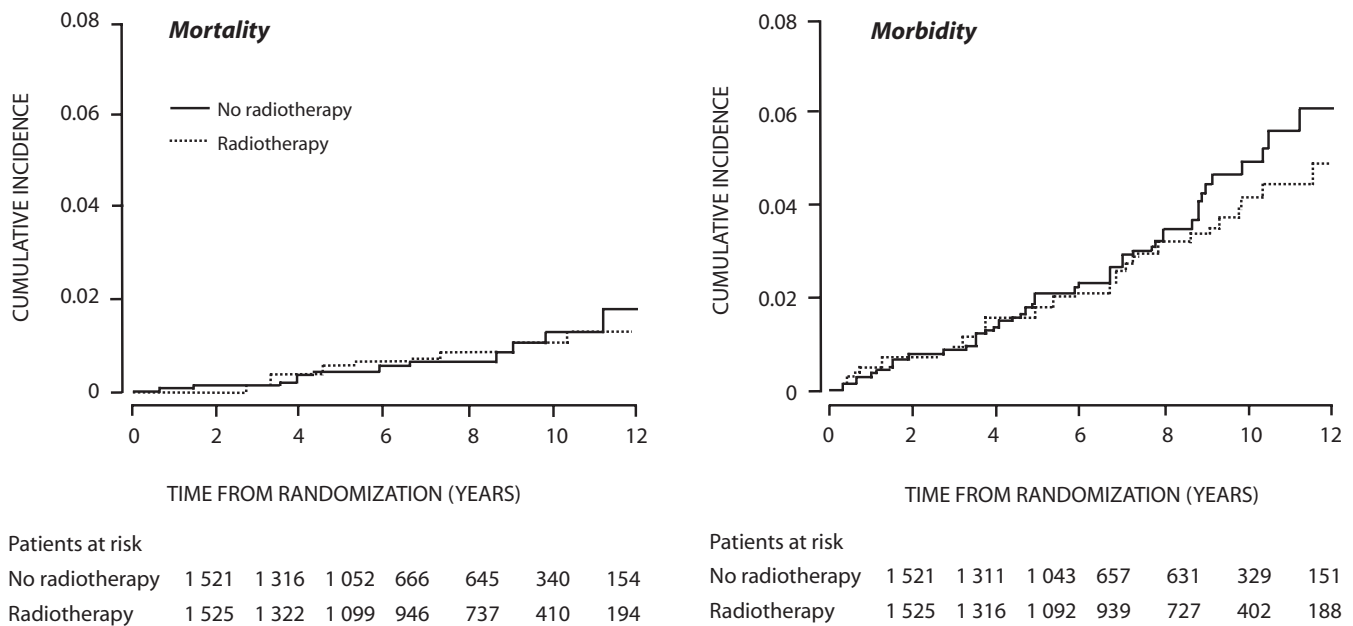 Mortality
CUMULATIVE INCIDENCE
0.08
0.06
0.04
0.02
0
No radiotherapy
Radiotherapy
0 2 4 6 8 10 12
TIME FROM RANDOMIZATION (YEARS)
Patients at risk
No radiotherapy 1 521 1 316 1 052 666 645 340 154
Radiotherapy 1 525 1 322 1 099 946 737 410 194
Morbidity
CUMULATIVE INCIDENCE
0.08
0.06
0.04
0.02
0
0 2 4 6 8 10 12
TIME FROM RANDOMIZATION (YEARS)
Patients at risk
No radiotherapy 1 521 1 311 1 043 657 631 329 151
Radiotherapy 1 525 1 316 1 092 939 727 402 188